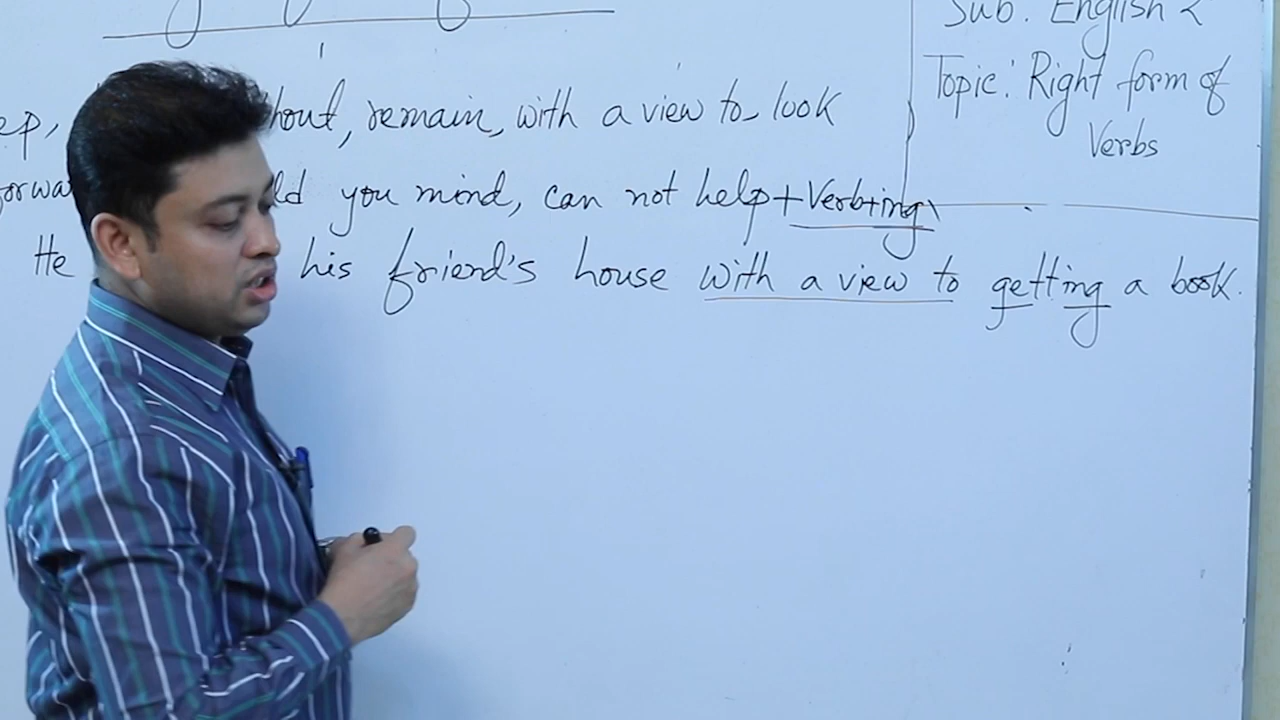 Sub. English 2
Topic: Right form of
Verbs
ep, hout, remain, with a view to, look
forwa ld you mind, can not help + Verb+ing
He his friend's house with a view to getting a book.